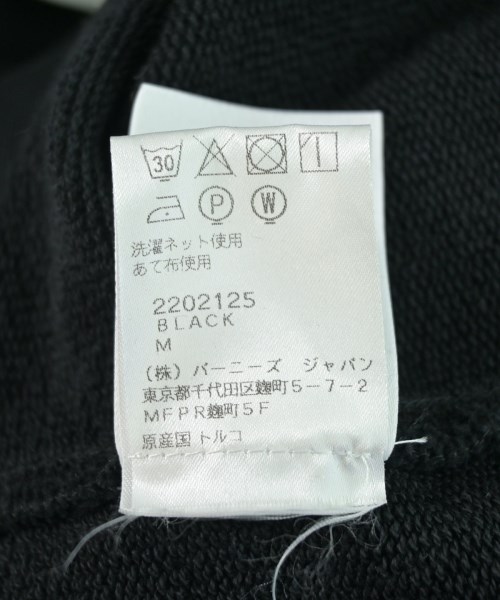 30
P W
洗濯ネット使用
あて布使用
2202125
BLACK
M
(株) バーニーズ ジャパン
東京都千代田区麹町5-7-2
MFPR麹町5F
原産国 トルコ